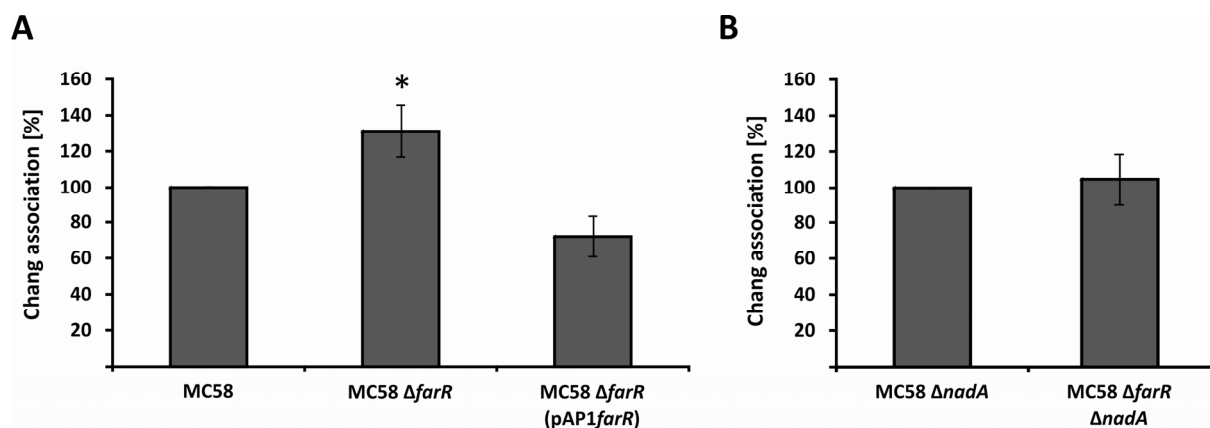 A
Chang association [%]
160
140
120
100
80
60
40
20
*
MC58
MC58 ΔfarR
MC58 ΔfarR
(pAP1farR)
B
Chang association [%]
160
140
120
100
80
60
40
20
MC58 ΔnadA
MC58 ΔfarR
ΔnadA